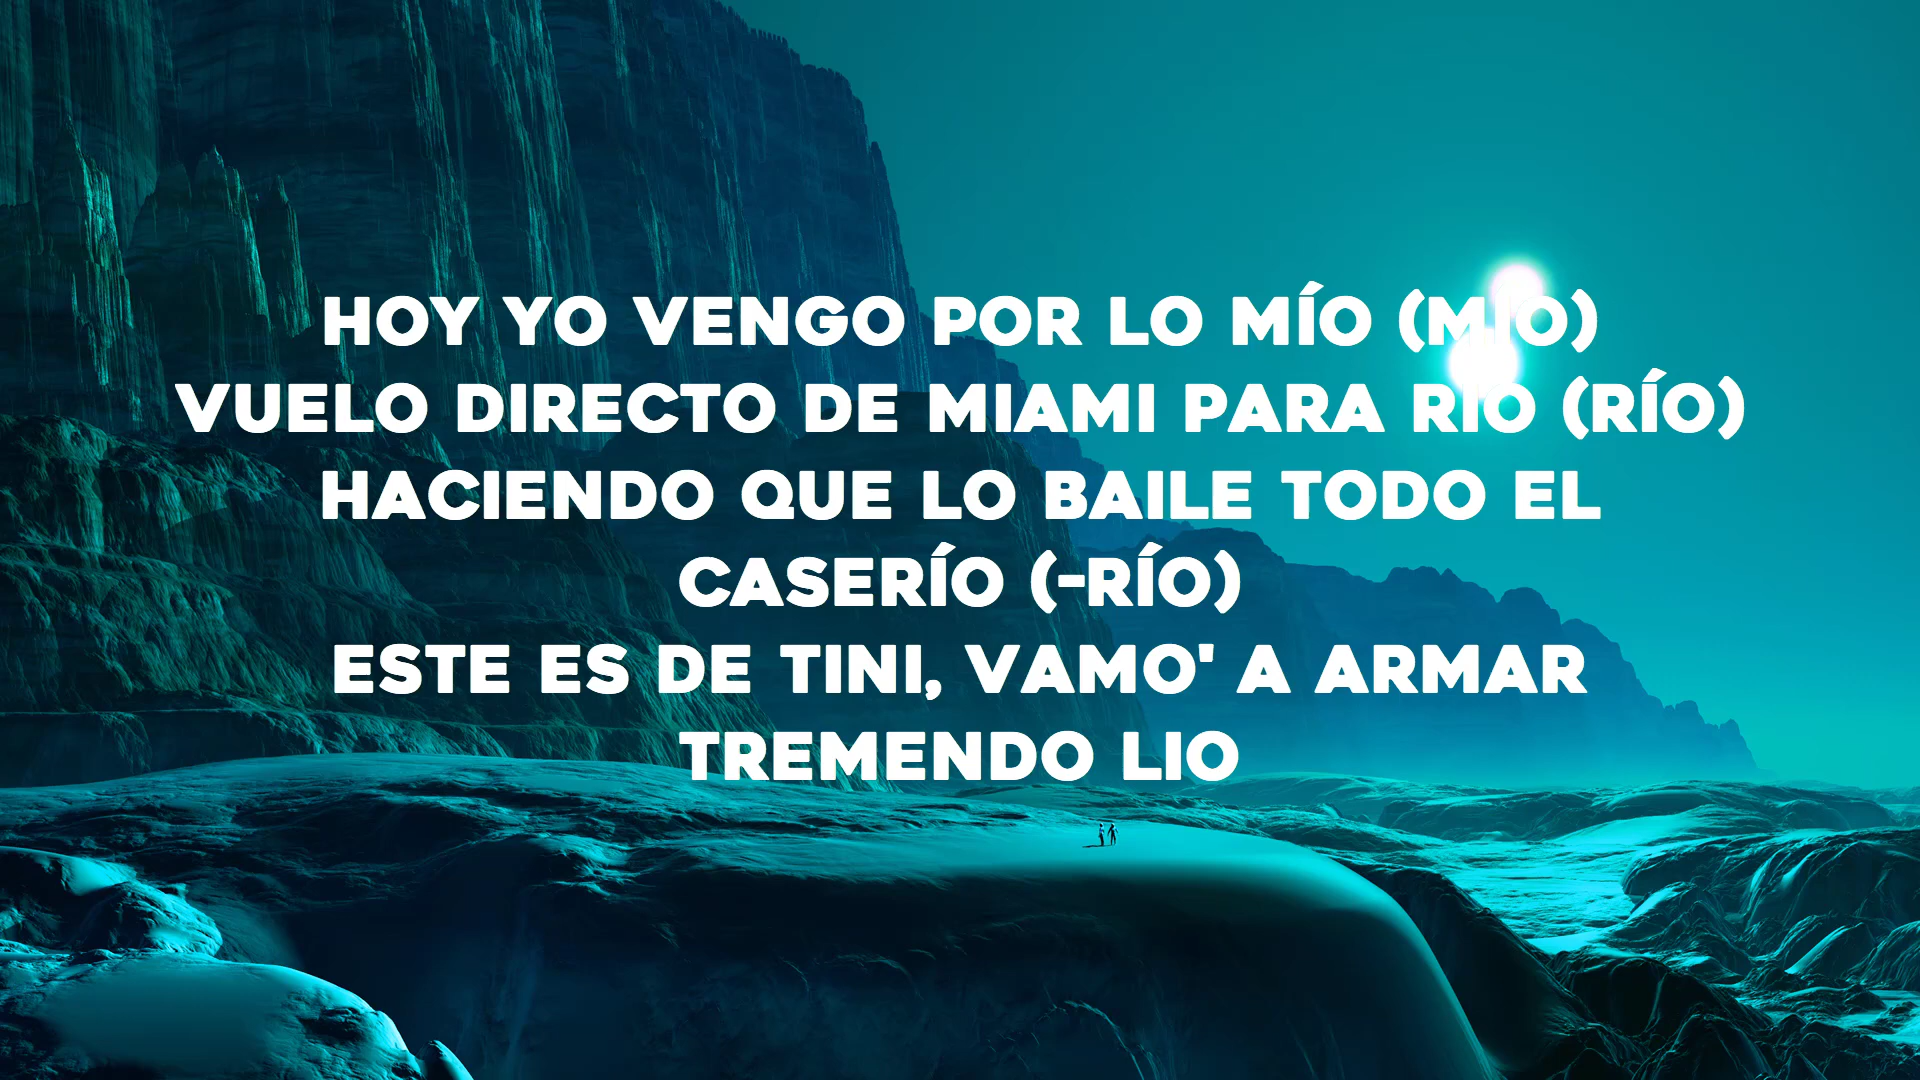 HOY YO VENGO POR LO MÍO (MÍO)
VUELO DIRECTO DE MIAMI PARA RÍO (RÍO)
HACIENDO QUE LO BAILE TODO EL
CASERÍO (-RÍO)
ESTE ES DE TINI, VAMO' A ARMAR
TREMENDO LIO